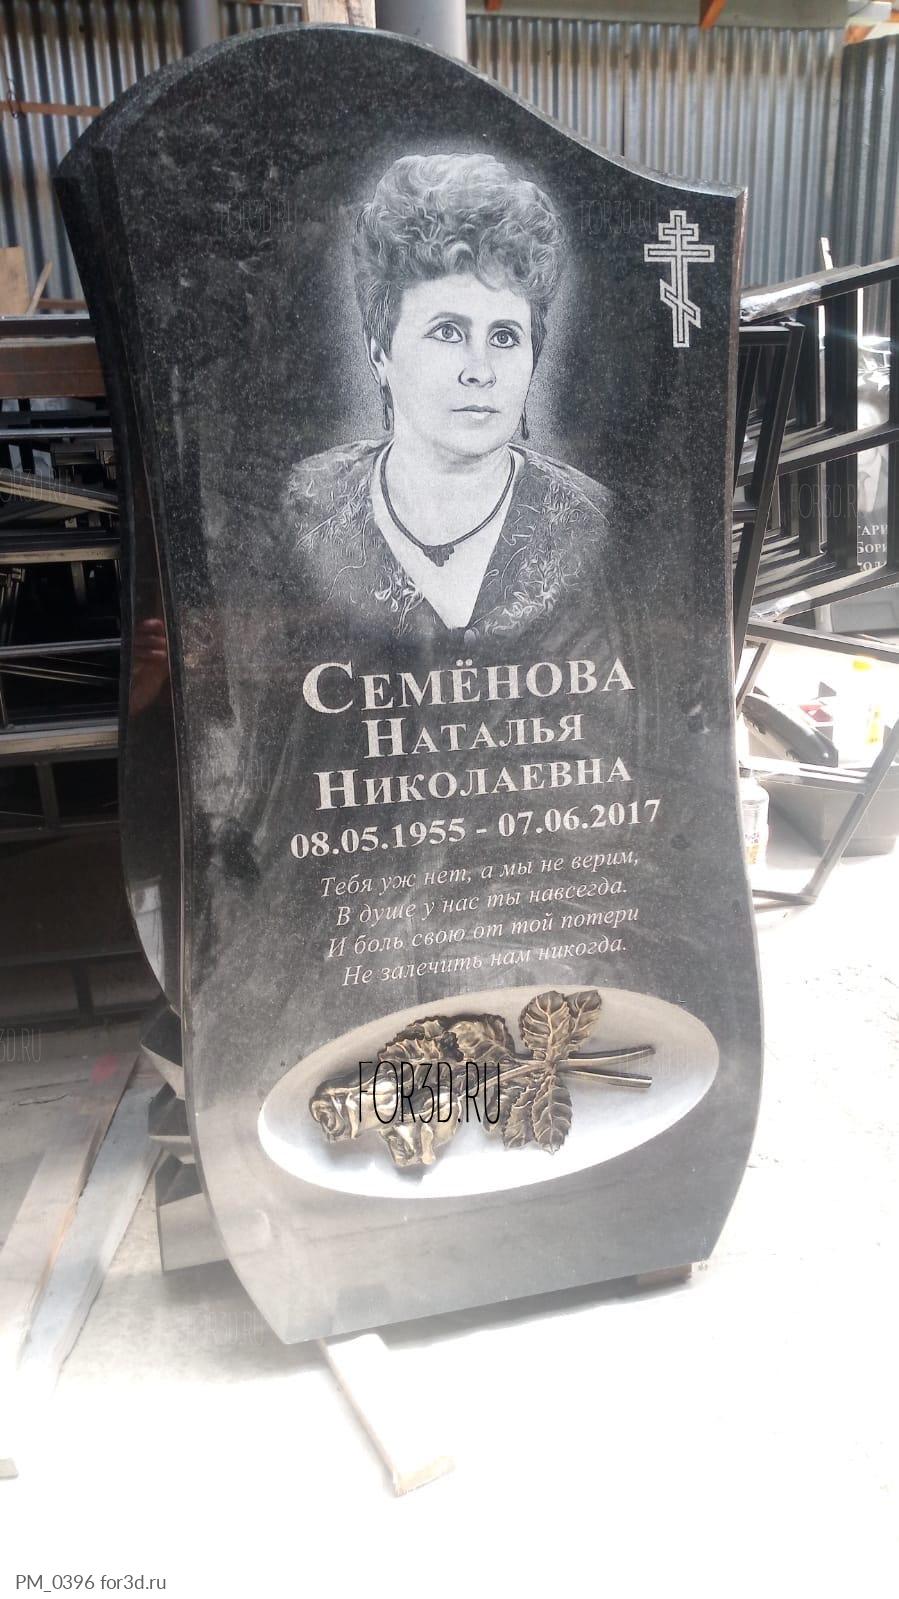 СЕМЁНОВА
НАТАЛЬЯ
НИКОЛАЕВНА
08.05.1955 - 07.06.2017
Тебя уж нет, а мы не верим,
В душе у нас ты навсегда.
И боль свою от той потери
Не залечить нам никогда.
FOR3D.RU
PM_0396 for3d.ru